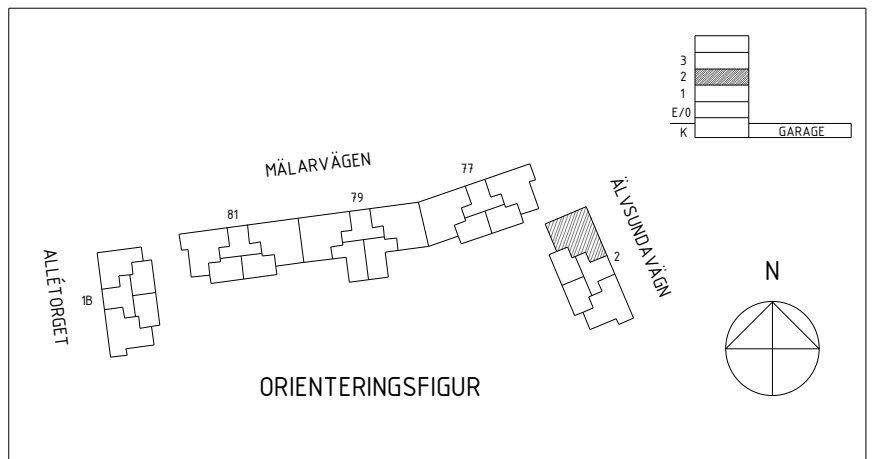 3
2
1
E/0
K
GARAGE
MÄLARVÄGEN
77
79
81
ÄLVSUNDAVÄGN
2
ALLÉTORGET
1B
N
ORIENTERINGSFIGUR